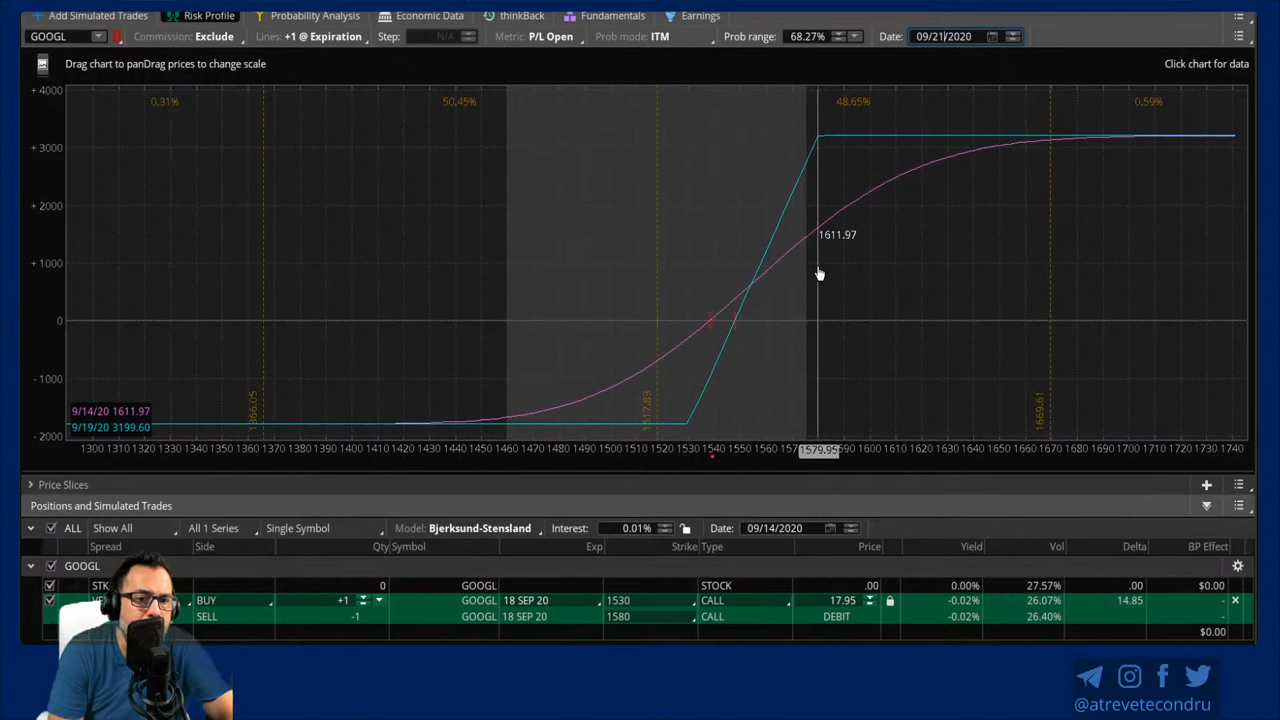 Add Simulated Trades Risk Profile Probability Analysis Economic Data thinkBack Fundamentals Earnings
GOOGL Commission: Exclude Lines: +1 @ Expiration Step: N/A Metric: P/L Open Prob mode: ITM Prob range: 68.27% Date: 09/21/2020
Drag chart to panDrag prices to change scale Click chart for data
+ 4000 0.31% 50.45% 48.65% 0.59%
+ 3000
+ 2000
1611.97
+ 1000
0
- 1000
9/14/20 1611.97
9/19/20 3199.60
1517.83 1669.61
- 2000
1300 1310 1320 1330 1340 1350 1360 1370 1380 1390 1400 1410 1420 1430 1440 1450 1460 1470 1480 1490 1500 1510 1520 1530 1540 1550 1560 1579.95 1600 1610 1620 1630 1640 1650 1660 1670 1680 1690 1700 1710 1720 1730 1740
Price Slices
Positions and Simulated Trades
ALL Show All All 1 Series Single Symbol Model: Bjerksund-Stensland Interest: 0.01% Date: 09/14/2020
Spread Side Qty Symbol Exp Strike Type Price Yield Vol Delta BP Effect
GOOGL
STK 0 GOOGL STOCK .00 0.00% 27.57% .00 $0.00
BUY +1 GOOGL 18 SEP 20 1530 CALL 17.95 -0.02% 26.07% 14.85 -
SELL -1 GOOGL 18 SEP 20 1580 CALL DEBIT -0.02% 26.40% -
$0.00
@atrevetecondru